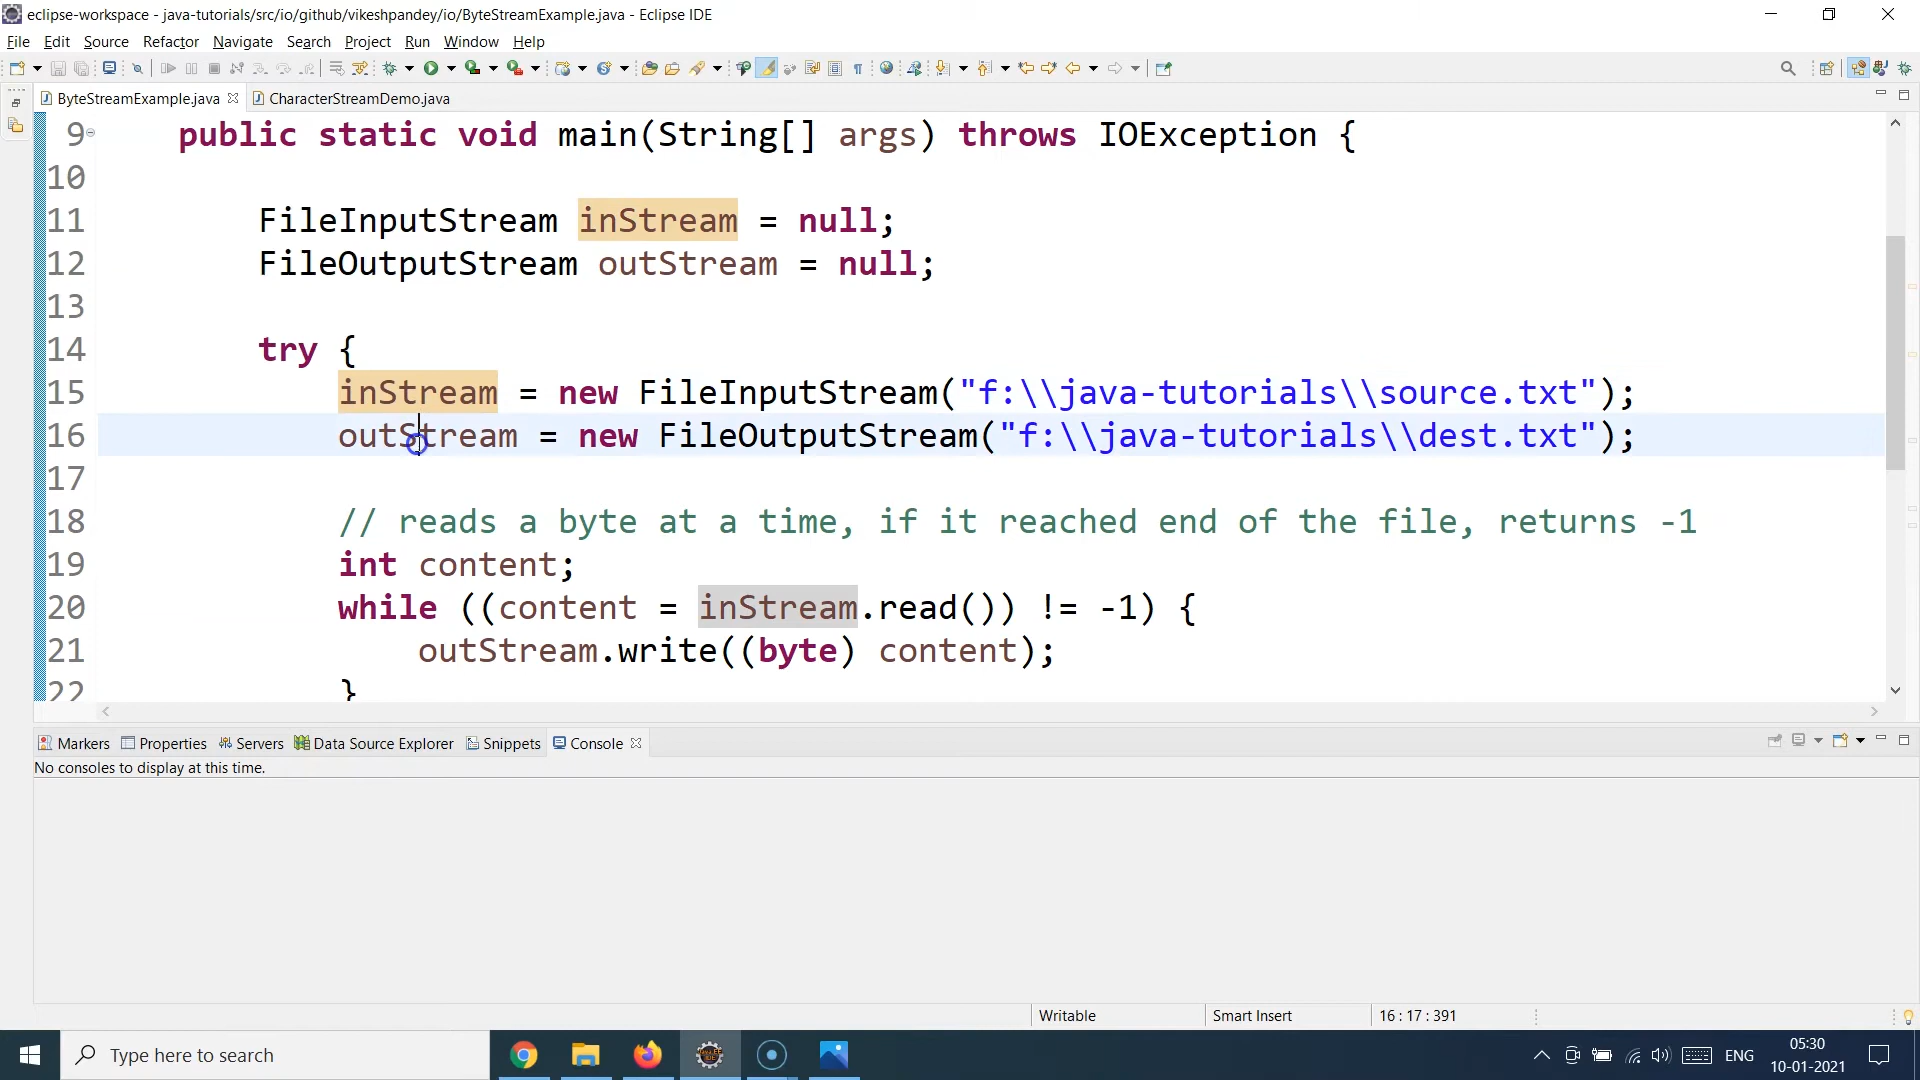 eclipse-workspace - java-tutorials/src/io/github/vikeshpandey/io/ByteStreamExample.java - Eclipse IDE
File Edit Source Refactor Navigate Search Project Run Window Help
ByteStreamExample.java CharacterStreamDemo.java
9 public static void main(String[] args) throws IOException {
10
11 FileInputStream inStream = null;
12 FileOutputStream outStream = null;
13
14 try {
15 inStream = new FileInputStream("f:\\java-tutorials\\source.txt");
16 outStream = new FileOutputStream("f:\\java-tutorials\\dest.txt");
17
18 // reads a byte at a time, if it reached end of the file, returns -1
19 int content;
20 while ((content = inStream.read()) != -1) {
21 outStream.write((byte) content);
22 }
Markers Properties Servers Data Source Explorer Snippets Console
No consoles to display at this time.
Writable Smart Insert 16 : 17 : 391
Type here to search
ENG
05:30
10-01-2021